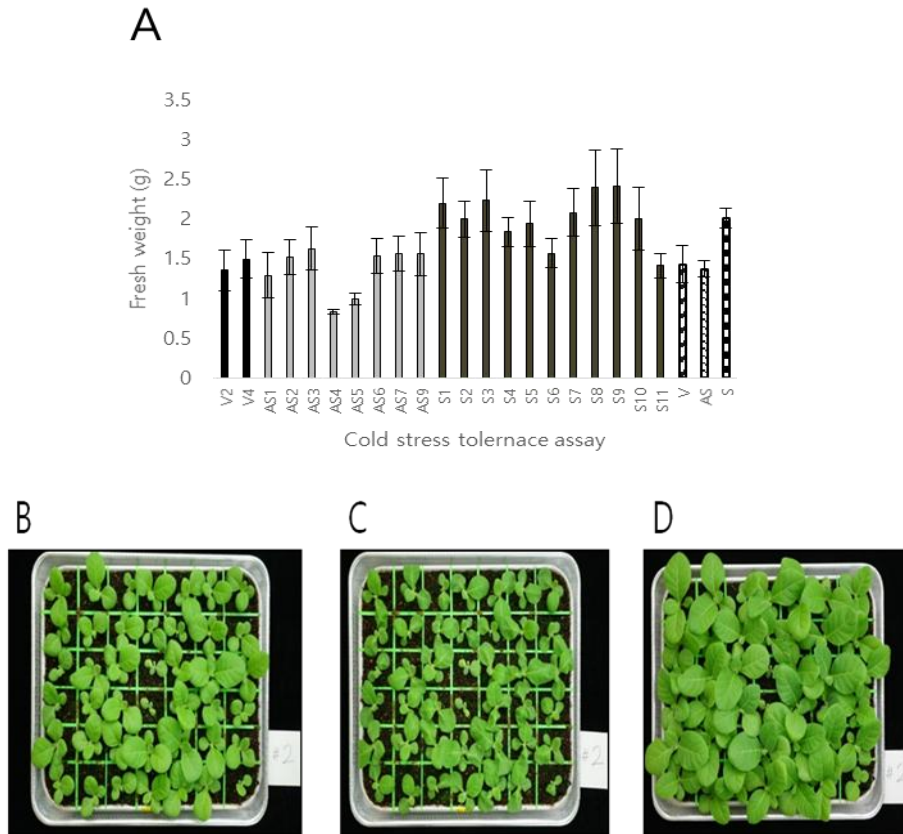 A
3.5
3
2.5
2
1.5
1
0.5
0
Fresh weight (g)
V2 V4 AS1 AS2 AS3 AS4 AS5 AS6 AS7 AS9 S1 S2 S3 S4 S5 S6 S7 S8 S9 S10 S11 V AS S
Cold stress tolernace assay
B C D
#2 #2 #2